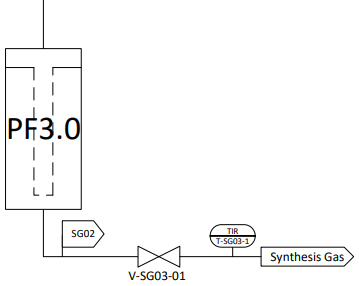 PF3.0
SG02
TIR
T-SG03-1
Synthesis Gas
V-SG03-01